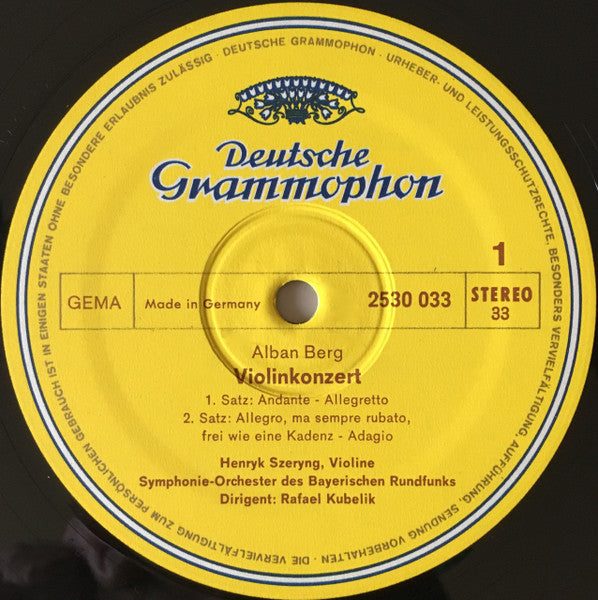 DEUTSCHE GRAMMOPHON · URHEBER- UND LEISTUNGSSCHUTZRECHTE, BESONDERS VERVIELFÄLTIGUNG, AUFFÜHRUNG, SENDUNG VORBEHALTEN · DIE VERVIELFÄLTIGUNG ZUM PERSÖNLICHEN GEBRAUCH IST IN EINIGEN STAATEN OHNE BESONDERE ERLAUBNIS ZULÄSSIG ·
Deutsche
Grammophon
1
GEMA
Made in Germany
2530 033
STEREO
33
Alban Berg
Violinkonzert
1. Satz: Andante - Allegretto
2. Satz: Allegro, ma sempre rubato,
frei wie eine Kadenz - Adagio
Henryk Szeryng, Violine
Symphonie-Orchester des Bayerischen Rundfunks
Dirigent: Rafael Kubelik